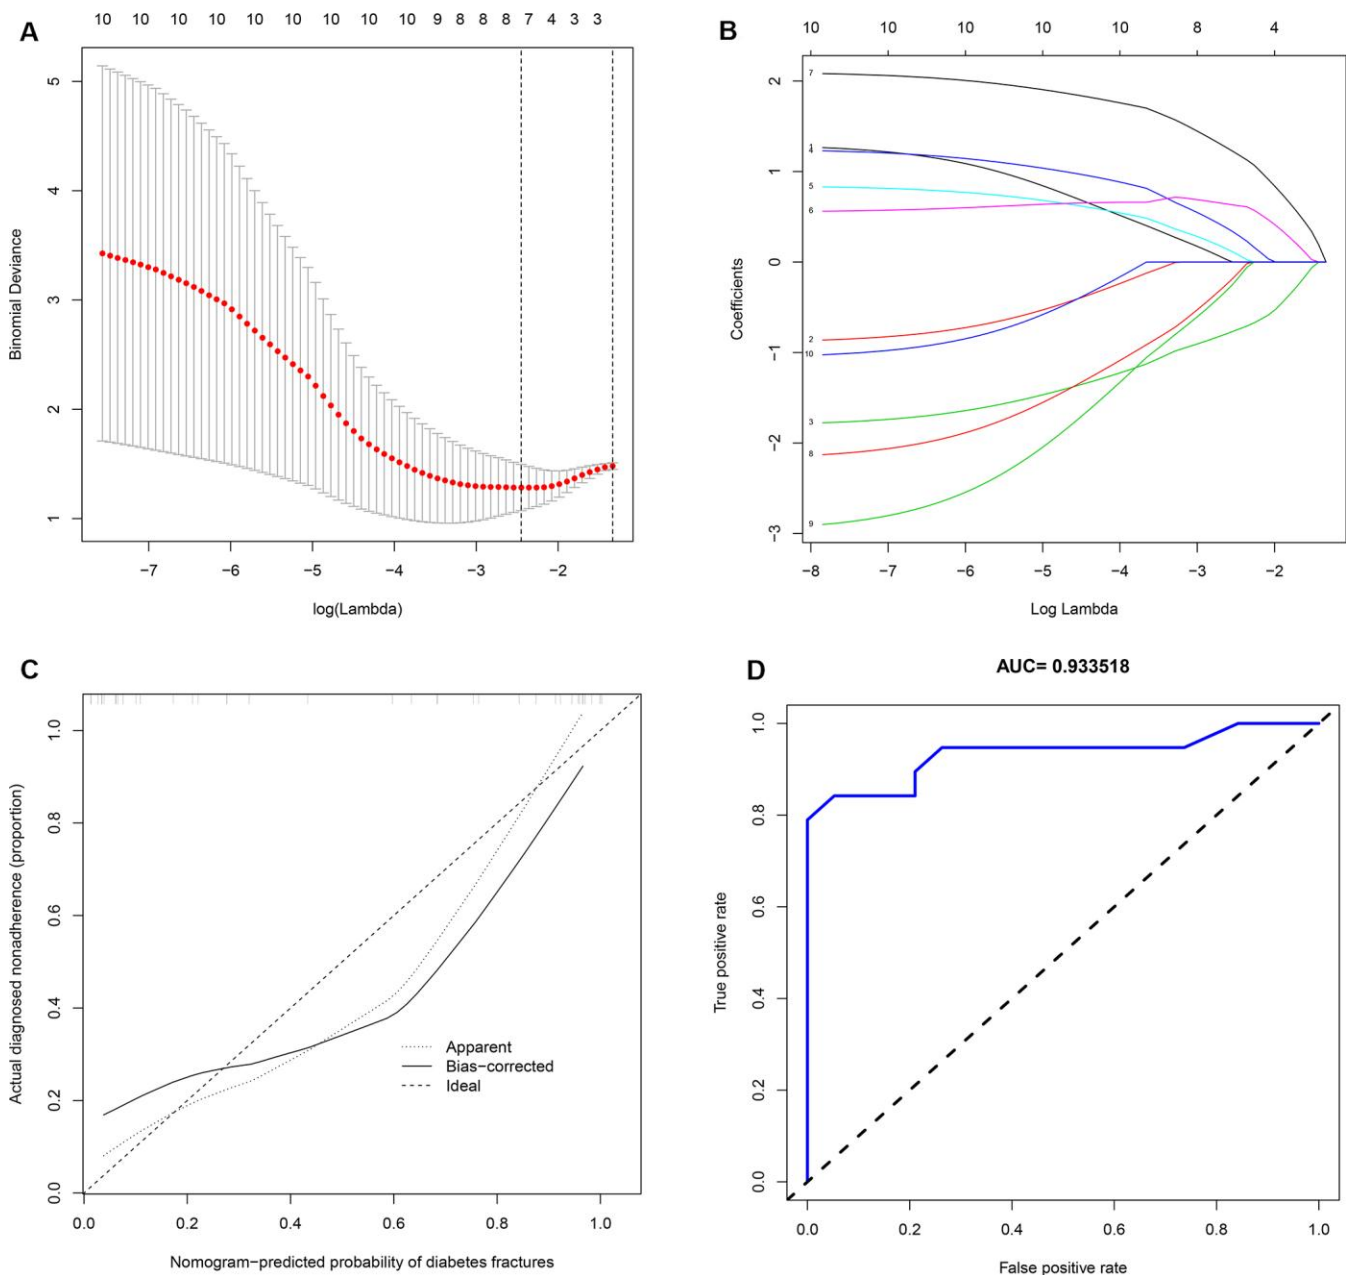 A
10 10 10 10 10 10 10 10 9 8 8 8 7 4 3 3
5
4
3
2
1
Binomial Deviance
−7 −6 −5 −4 −3 −2
log(Lambda)
B
10 10 10 10 10 8 4
2
1
0
−1
−2
−3
Coefficients
7
1
4
5
6
2
10
3
8
9
−8 −7 −6 −5 −4 −3 −2
Log Lambda
C
1.0
0.8
0.6
0.4
0.2
0.0
Actual diagnosed nonadherence (proportion)
Apparent
Bias−corrected
Ideal
0.0 0.2 0.4 0.6 0.8 1.0
Nomogram−predicted probability of diabetes fractures
D
AUC= 0.933518
1.0
0.8
0.6
0.4
0.2
0.0
True positive rate
0.0 0.2 0.4 0.6 0.8 1.0
False positive rate